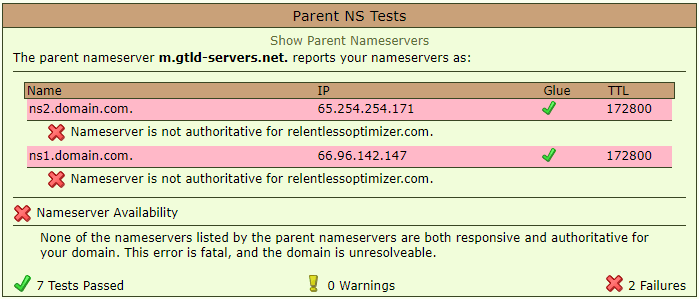 Parent NS Tests
Show Parent Nameservers
The parent nameserver m.gtld-servers.net. reports your nameservers as:
Name IP Glue TTL
ns2.domain.com. 65.254.254.171 172800
Nameserver is not authoritative for relentlessoptimizer.com.
ns1.domain.com. 66.96.142.147 172800
Nameserver is not authoritative for relentlessoptimizer.com.
Nameserver Availability
None of the nameservers listed by the parent nameservers are both responsive and authoritative for
your domain. This error is fatal, and the domain is unresolveable.
7 Tests Passed 0 Warnings 2 Failures